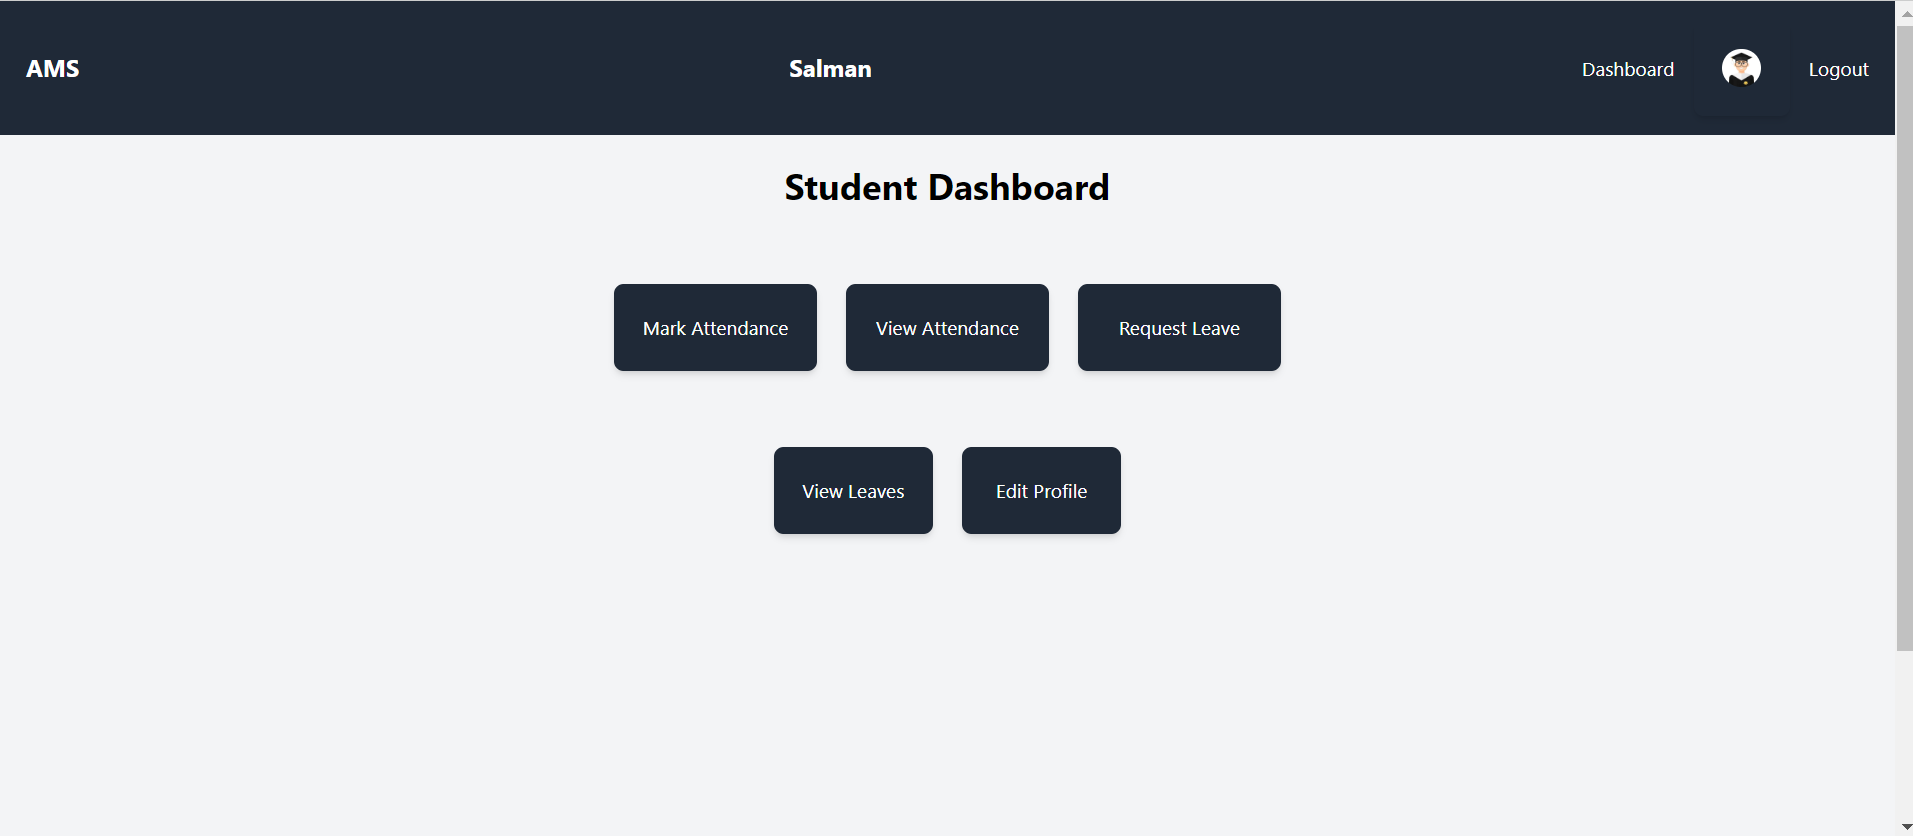 AMS Salman Dashboard Logout
Student Dashboard
Mark Attendance View Attendance Request Leave
View Leaves Edit Profile